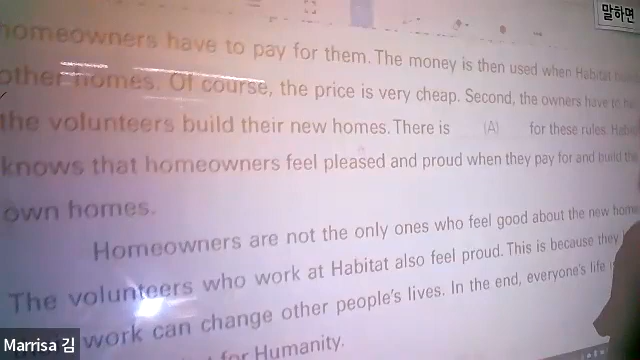 말하면
homeowners have to pay for them. The money is then used when Habitat
other homes. Of course, the price is very cheap. Second, the owners have to
the volunteers build their new homes. There is (A) for these rules.
knows that homeowners feel pleased and proud when they pay for and build
own homes.
Homeowners are not the only ones who feel good about the new
The volunteers who work at Habitat also feel proud. This is because they
work can change other people's lives. In the end, everyone's life
for Humanity.
Marrisa 김